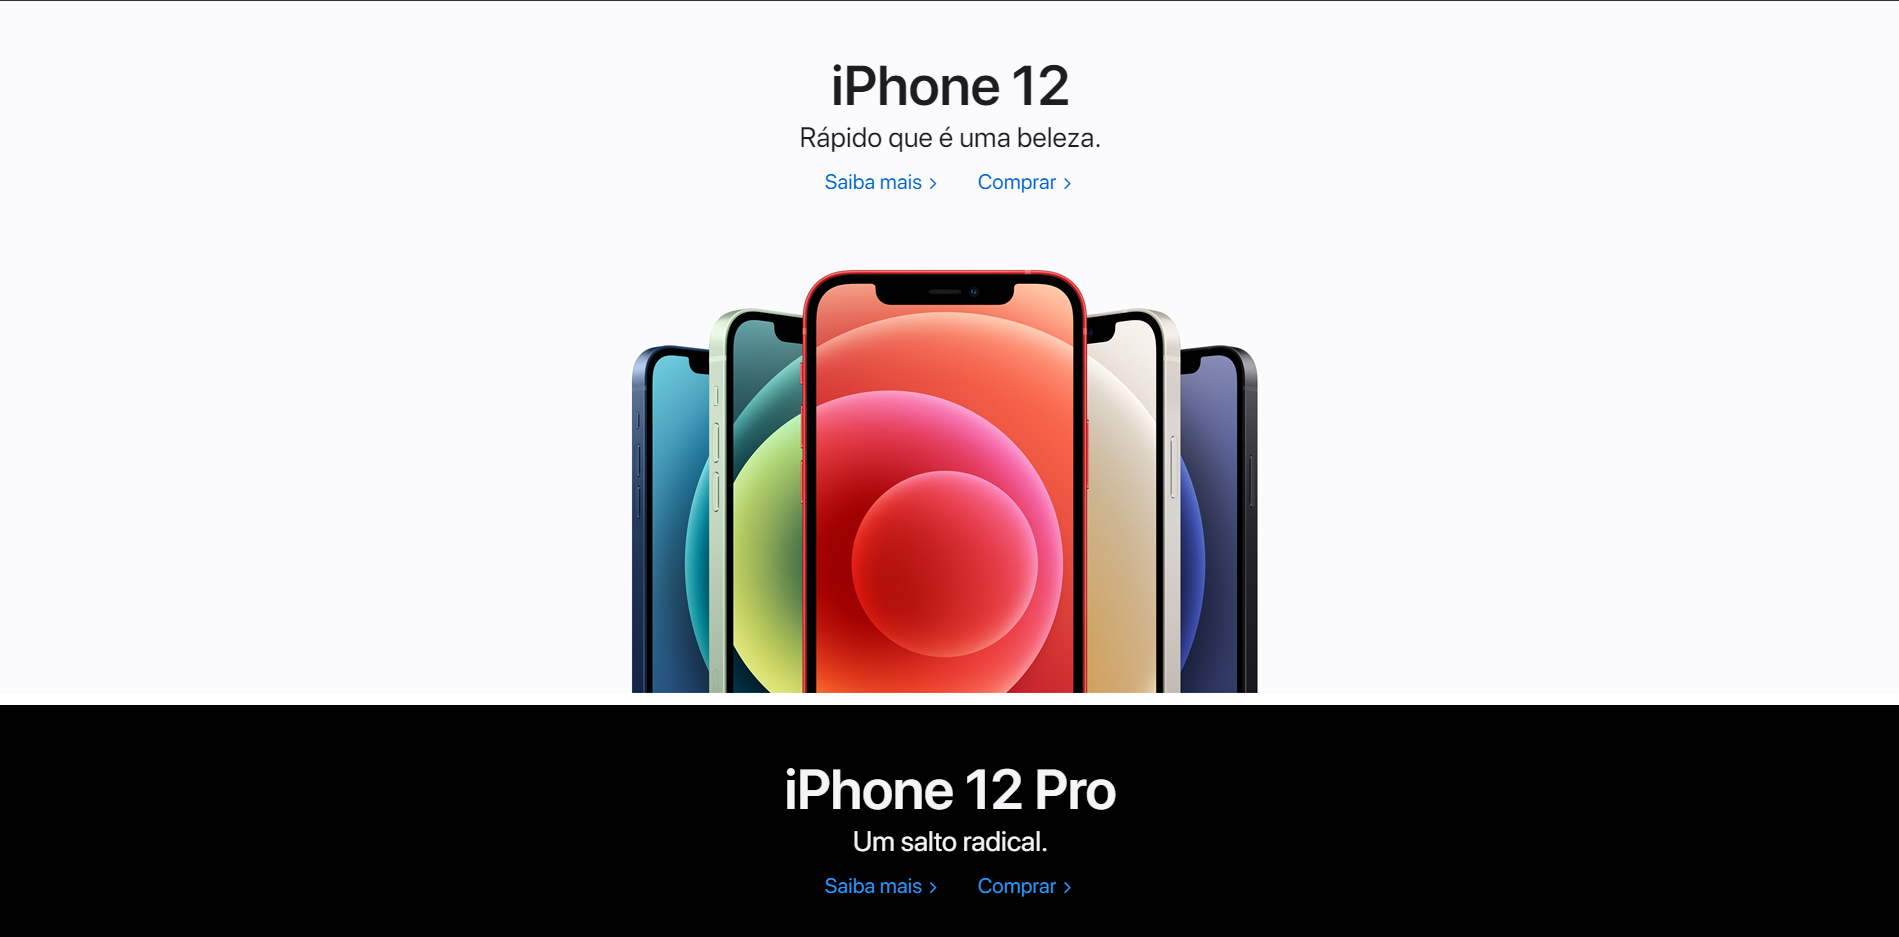 iPhone 12
Rápido que é uma beleza.
Saiba mais > Comprar >
iPhone 12 Pro
Um salto radical.
Saiba mais > Comprar >